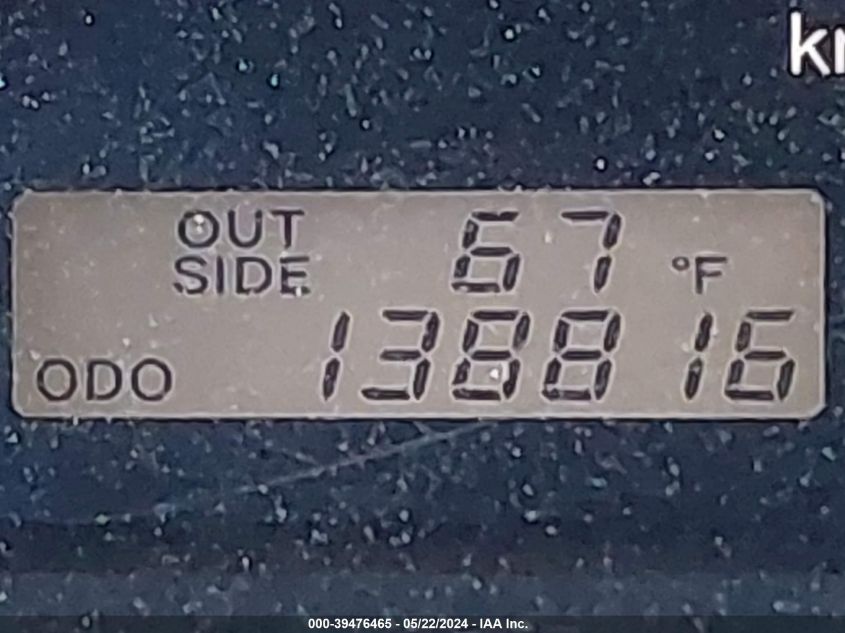 OUT SIDE 67 °F
ODO 138816
000-39476465 - 05/22/2024 - IAA Inc.